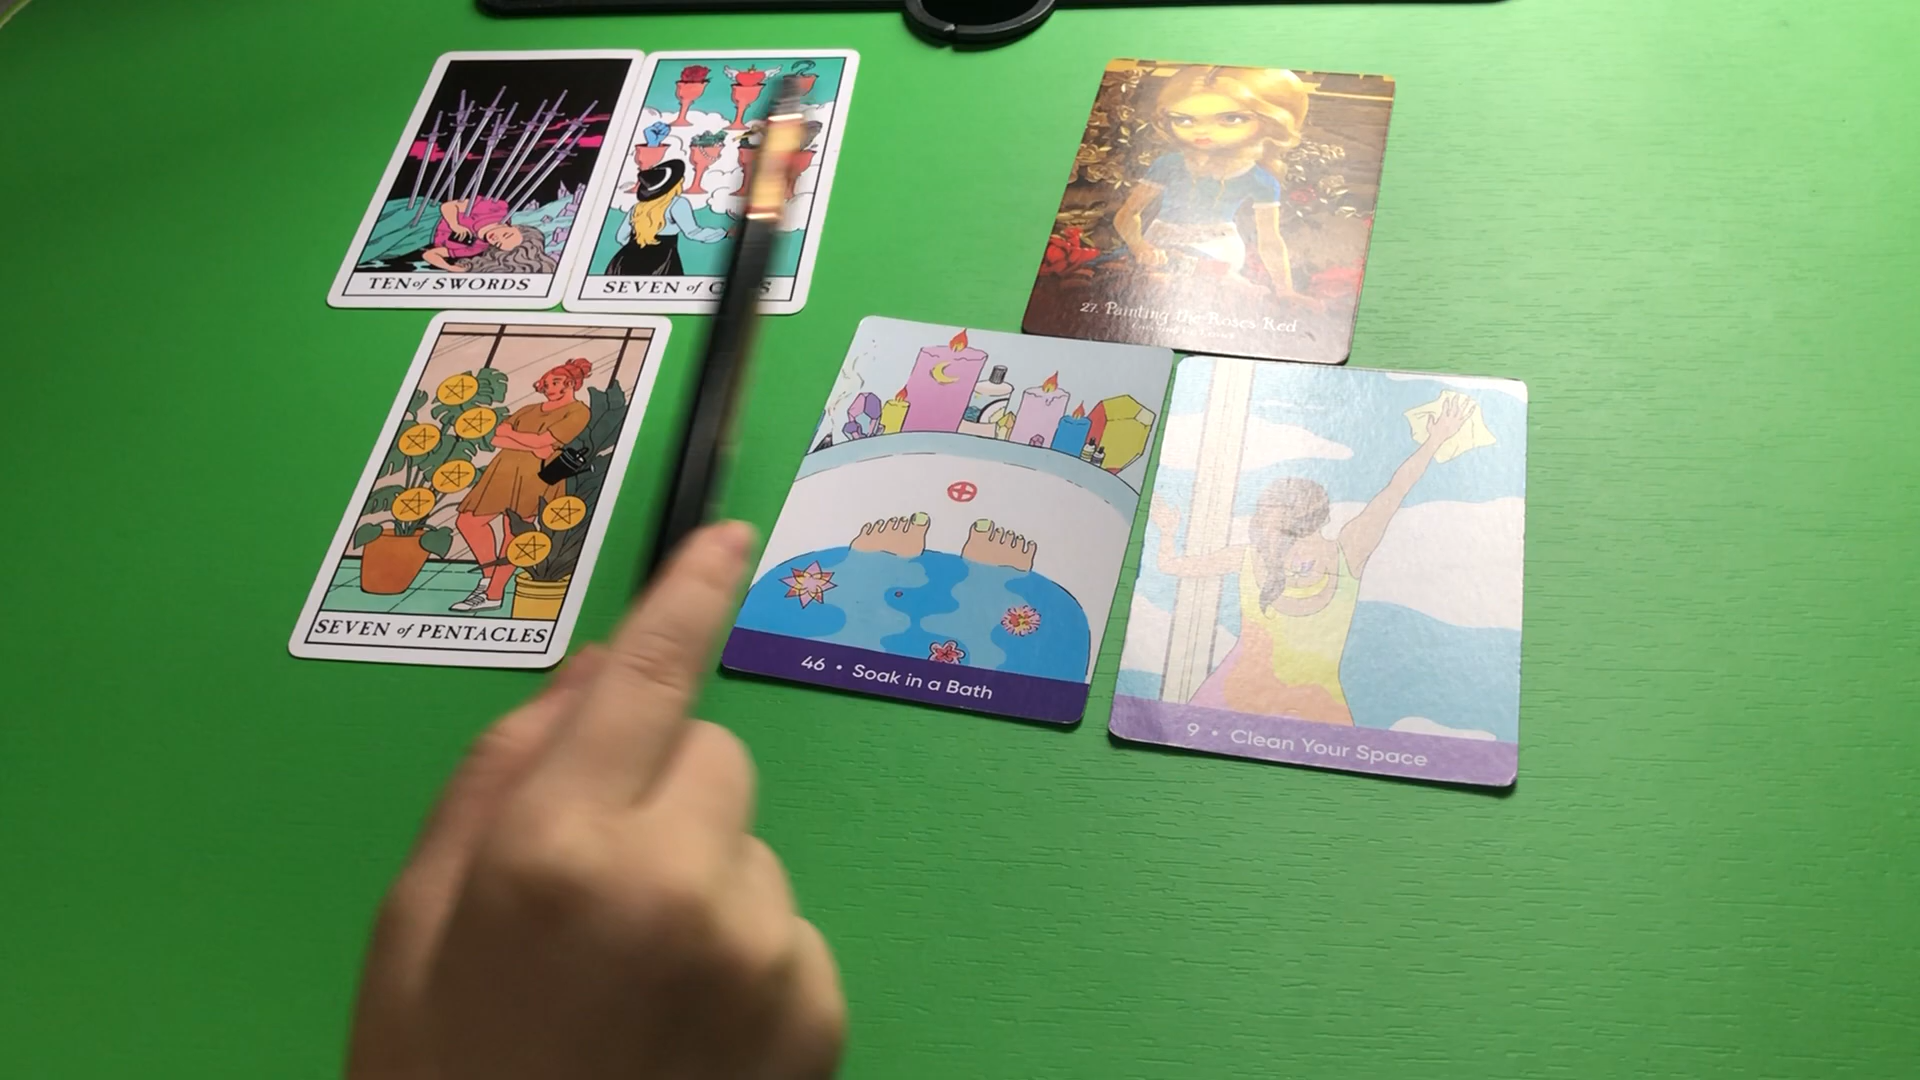 TEN of SWORDS
SEVEN of C S
27. Painting the Roses Red
SEVEN of PENTACLES
46 • Soak in a Bath
9 • Clean Your Space